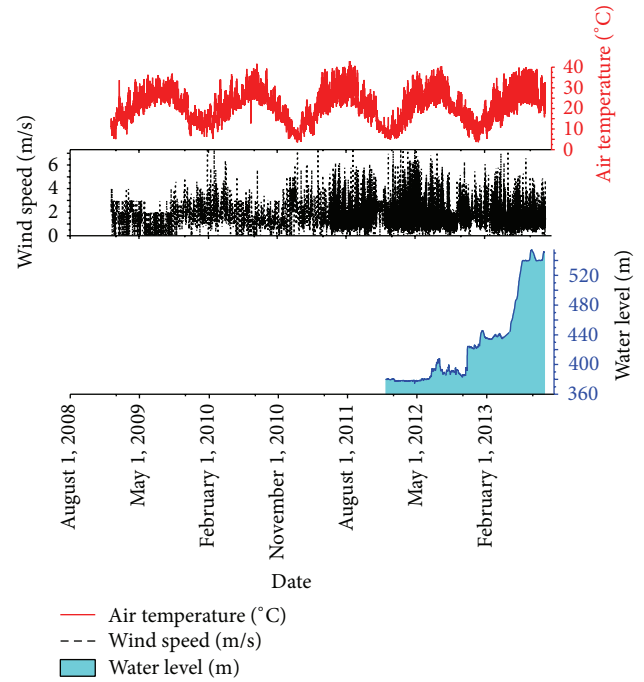 40
30
20
10
0
Air temperature (°C)
6
4
2
0
Wind speed (m/s)
520
480
440
400
360
Water level (m)
August 1, 2008
May 1, 2009
February 1, 2010
November 1, 2010
August 1, 2011
May 1, 2012
February 1, 2013
Date
Air temperature (°C)
Wind speed (m/s)
Water level (m)